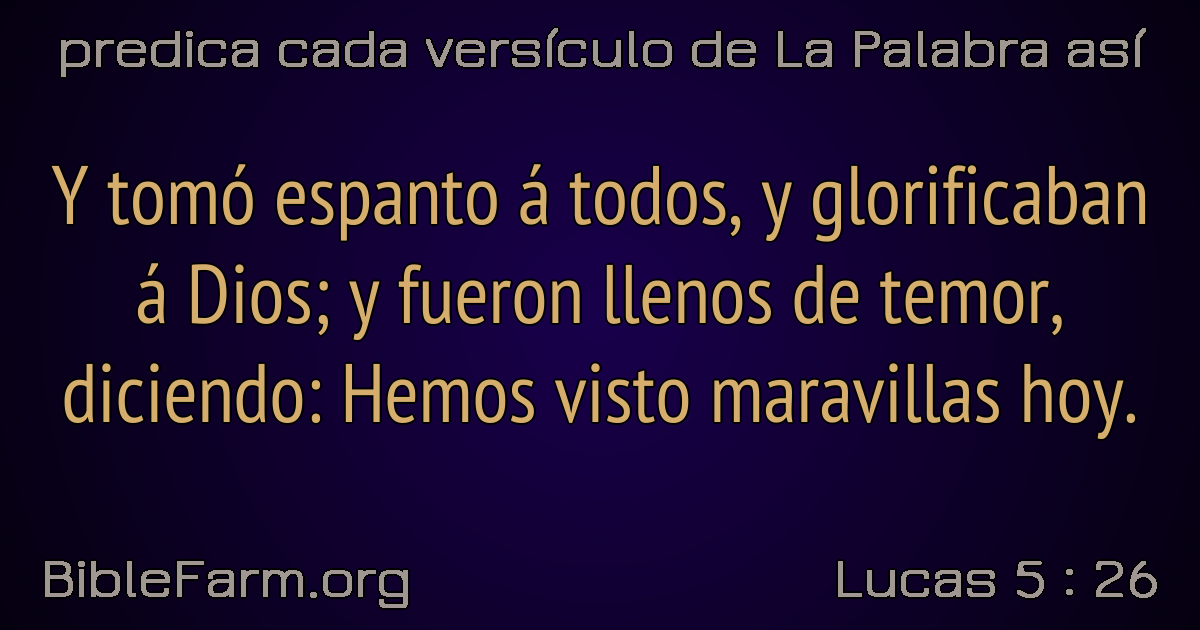 predica cada versículo de La Palabra así
Y tomó espanto á todos, y glorificaban
á Dios; y fueron llenos de temor,
diciendo: Hemos visto maravillas hoy.
BibleFarm.org
Lucas 5 : 26